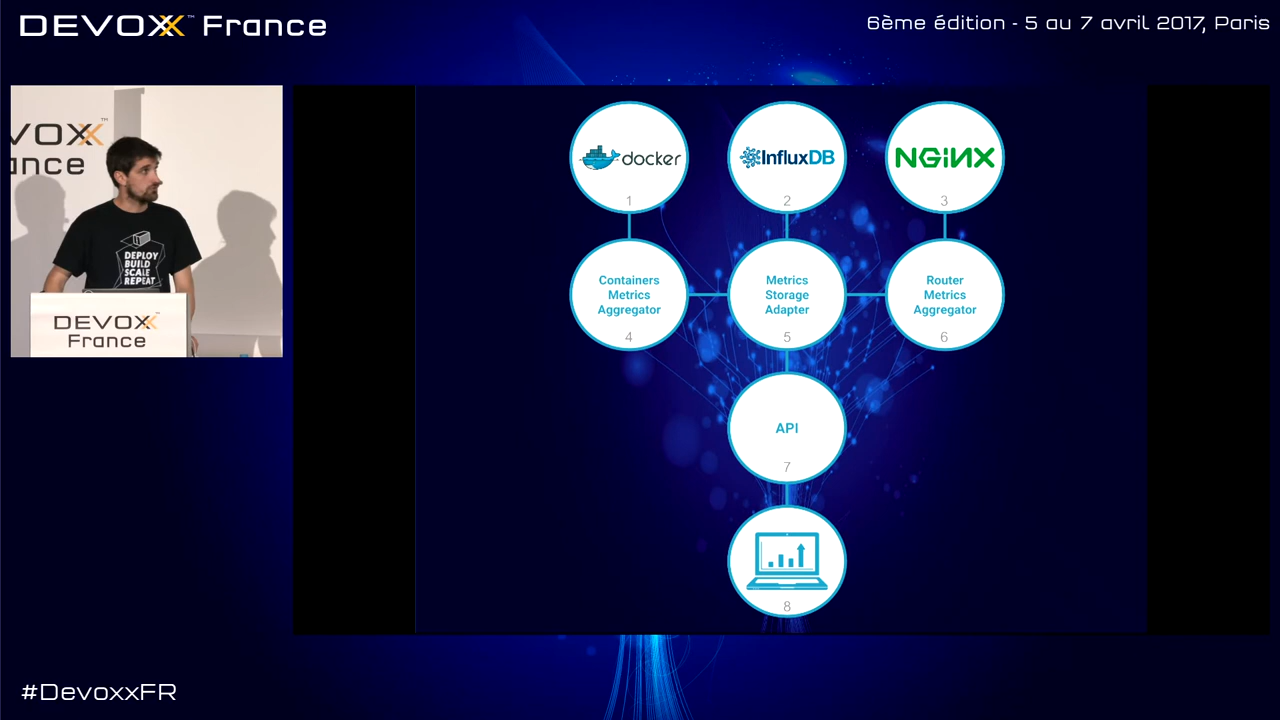 DEVOXX™ France
6ème édition - 5 au 7 avril 2017, Paris
VOXX™
ance
DEPLOY
BUILD
SCALE
REPEAT
DEVOXX
France
docker
1
InfluxDB
2
NGiNX
3
Containers
Metrics
Aggregator
4
Metrics
Storage
Adapter
5
Router
Metrics
Aggregator
6
API
7
8
#DevoxxFR